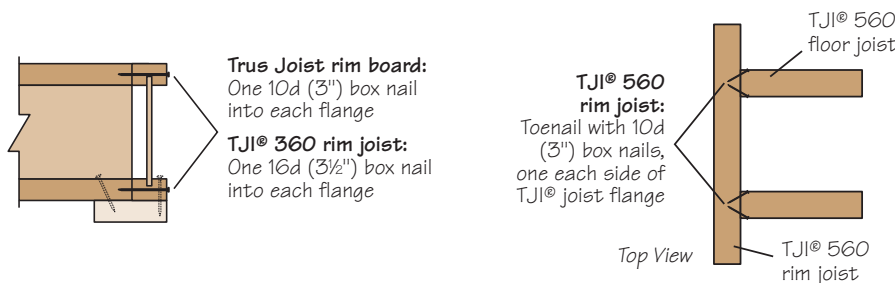 Trus Joist rim board:
One 10d (3") box nail
into each flange
TJI® 360 rim joist:
One 16d (3½") box nail
into each flange
TJI® 560
rim joist:
Toenail with 10d
(3") box nails,
one each side of
TJI® joist flange
TJI® 560
floor joist
Top View
TJI® 560
rim joist